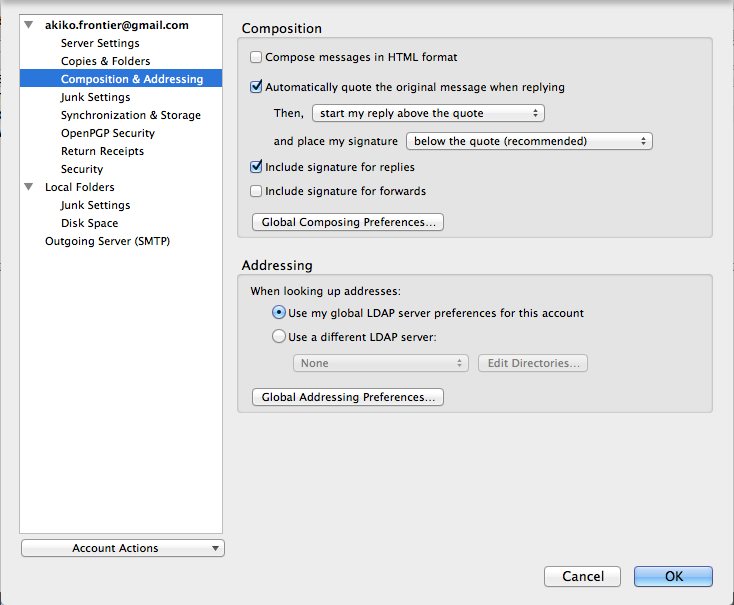 akiko.frontier@gmail.com
Server Settings
Copies & Folders
Composition & Addressing
Junk Settings
Synchronization & Storage
OpenPGP Security
Return Receipts
Security
Local Folders
Junk Settings
Disk Space
Outgoing Server (SMTP)
Account Actions
Composition
Compose messages in HTML format
Automatically quote the original message when replying
Then, start my reply above the quote
and place my signature below the quote (recommended)
Include signature for replies
Include signature for forwards
Global Composing Preferences...
Addressing
When looking up addresses:
Use my global LDAP server preferences for this account
Use a different LDAP server:
None Edit Directories...
Global Addressing Preferences...
Cancel OK